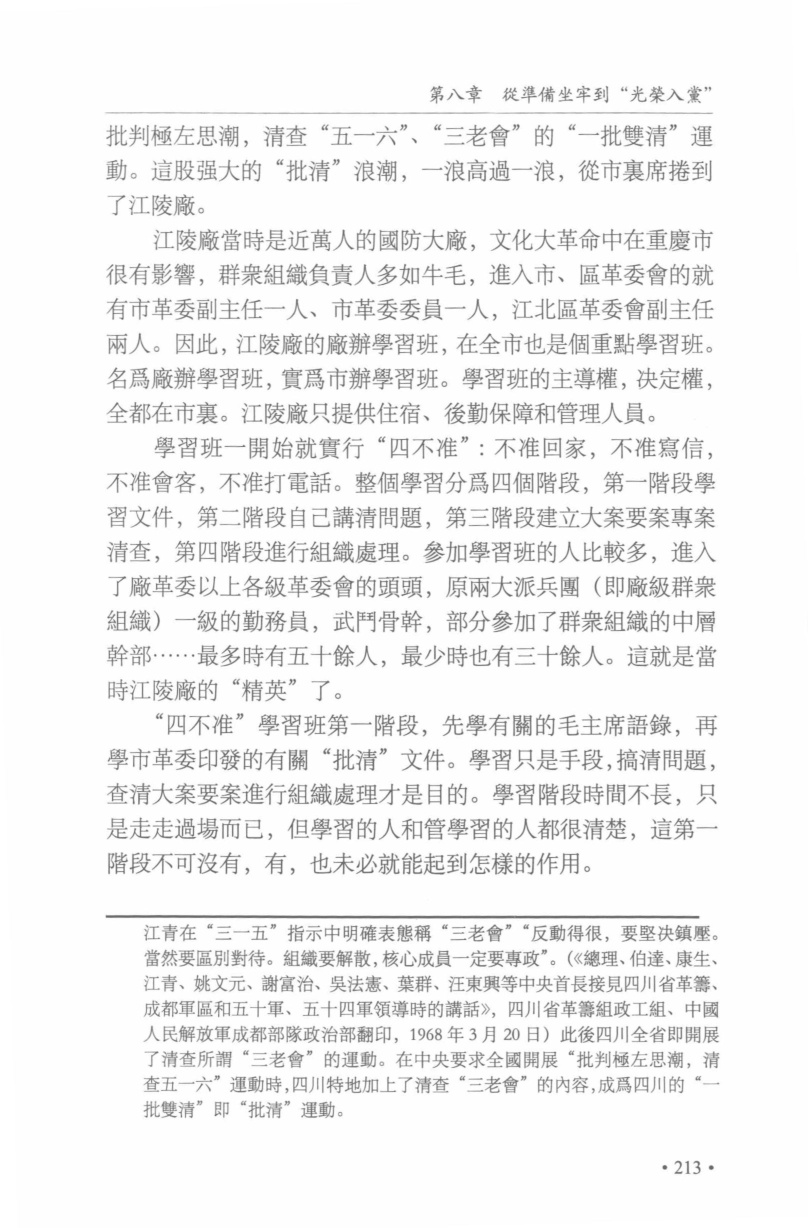 第八章　從準備坐牢到“光榮入黨”
批判極左思潮，清查“五一六”、“三老會”的“一批雙清”運
動。這股强大的“批清”浪潮，一浪高過一浪，從市裏席捲到
了江陵廠。
江陵廠當時是近萬人的國防大廠，文化大革命中在重慶市
很有影響，群衆組織負責人多如牛毛，進入市、區革委會的就
有市革委副主任一人、市革委委員一人，江北區革委會副主任
兩人。因此，江陵廠的廠辦學習班，在全市也是個重點學習班。
名爲廠辦學習班，實爲市辦學習班。學習班的主導權，决定權，
全都在市裏。江陵廠只提供住宿、後勤保障和管理人員。
學習班一開始就實行“四不准”：不准回家，不准寫信，
不准會客，不准打電話。整個學習分爲四個階段，第一階段學
習文件，第二階段自己講清問題，第三階段建立大案要案專案
清查，第四階段進行組織處理。參加學習班的人比較多，進入
了廠革委以上各級革委會的頭頭，原兩大派兵團（即廠級群衆
組織）一級的勤務員，武鬥骨幹，部分參加了群衆組織的中層
幹部……最多時有五十餘人，最少時也有三十餘人。這就是當
時江陵廠的“精英”了。
“四不准”學習班第一階段，先學有關的毛主席語錄，再
學市革委印發的有關“批清”文件。學習只是手段，搞清問題，
查清大案要案進行組織處理才是目的。學習階段時間不長，只
是走走過場而已，但學習的人和管學習的人都很清楚，這第一
階段不可沒有，有，也未必就能起到怎樣的作用。
江青在“三一五”指示中明確表態稱“三老會”“反動得很，要堅决鎮壓。
當然要區別對待。組織要解散，核心成員一定要專政”。（《總理、伯達、康生、
江青、姚文元、謝富治、吳法憲、葉群、汪東興等中央首長接見四川省革籌、
成都軍區和五十軍、五十四軍領導時的講話》，四川省革籌組政工組、中國
人民解放軍成都部隊政治部翻印，1968 年 3 月 20 日）此後四川全省即開展
了清查所謂“三老會”的運動。在中央要求全國開展“批判極左思潮，清
查五一六”運動時，四川特地加上了清查“三老會”的內容，成爲四川的“一
批雙清”即“批清”運動。
• 213 •